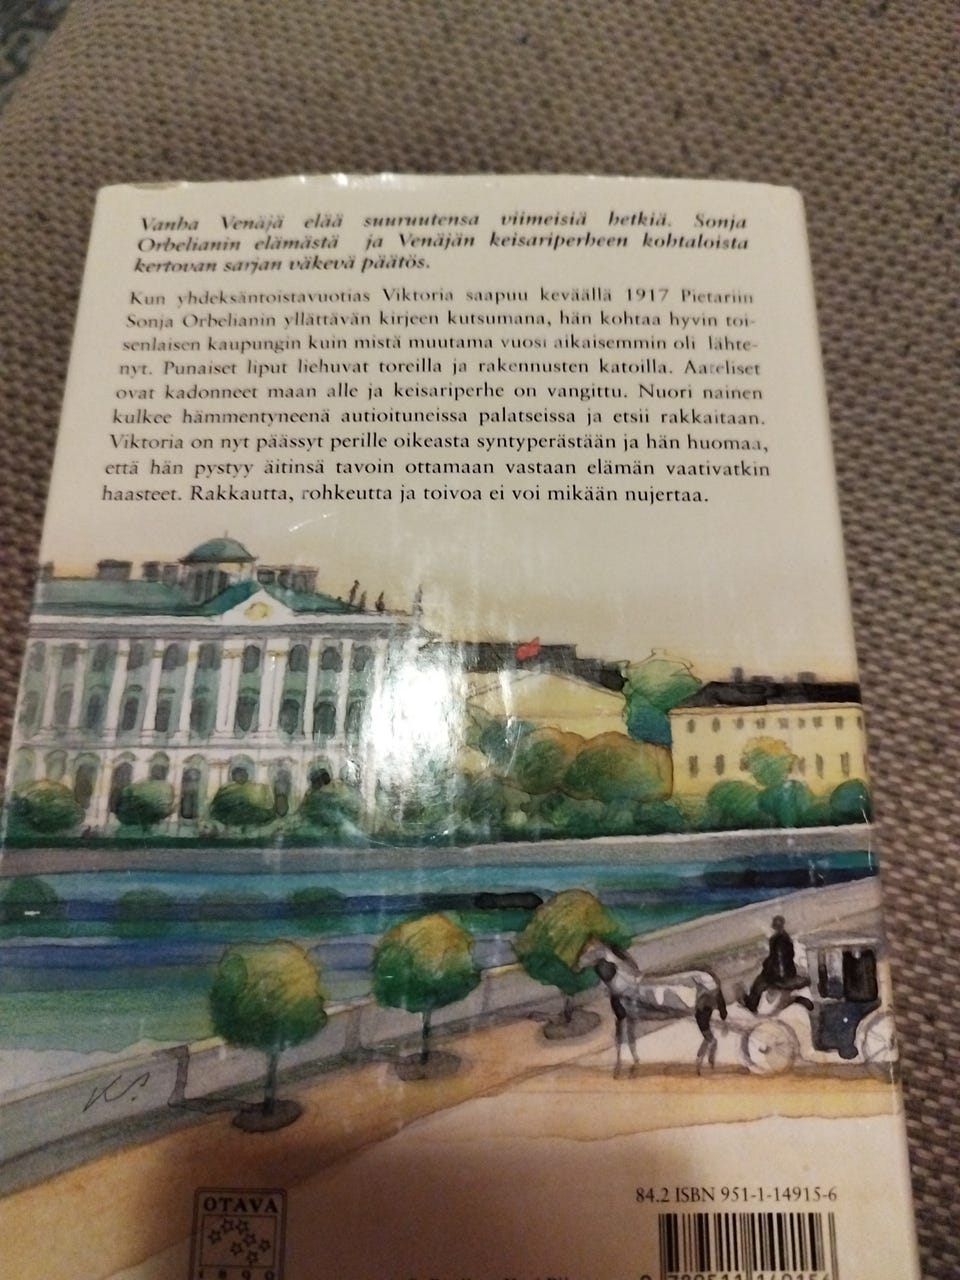 Vanha Venäjä elää suuruutensa viimeisiä hetkiä. Sonja
Orbelianin elämästä ja Venäjän keisariperheen kohtaloista
kertovan sarjan väkevä päätös.
Kun yhdeksäntoistavuotias Viktoria saapuu keväällä 1917 Pietariin
Sonja Orbelianin yllättävän kirjeen kutsumana, hän kohtaa hyvin toi-
senlaisen kaupungin kuin mistä muutama vuosi aikaisemmin oli lähte-
nyt. Punaiset liput liehuvat toreilla ja rakennusten katoilla. Aateliset
ovat kadonneet maan alle ja keisariperhe on vangittu. Nuori nainen
kulkee hämmentyneenä autioituneissa palatseissa ja etsii rakkaitaan.
Viktoria on nyt päässyt perille oikeasta syntyperästään ja hän huomaa,
että hän pystyy äitinsä tavoin ottamaan vastaan elämän vaativatkin
haasteet. Rakkautta, rohkeutta ja toivoa ei voi mikään nujertaa.
84.2 ISBN 951-1-14915-6
OTAVA
1890